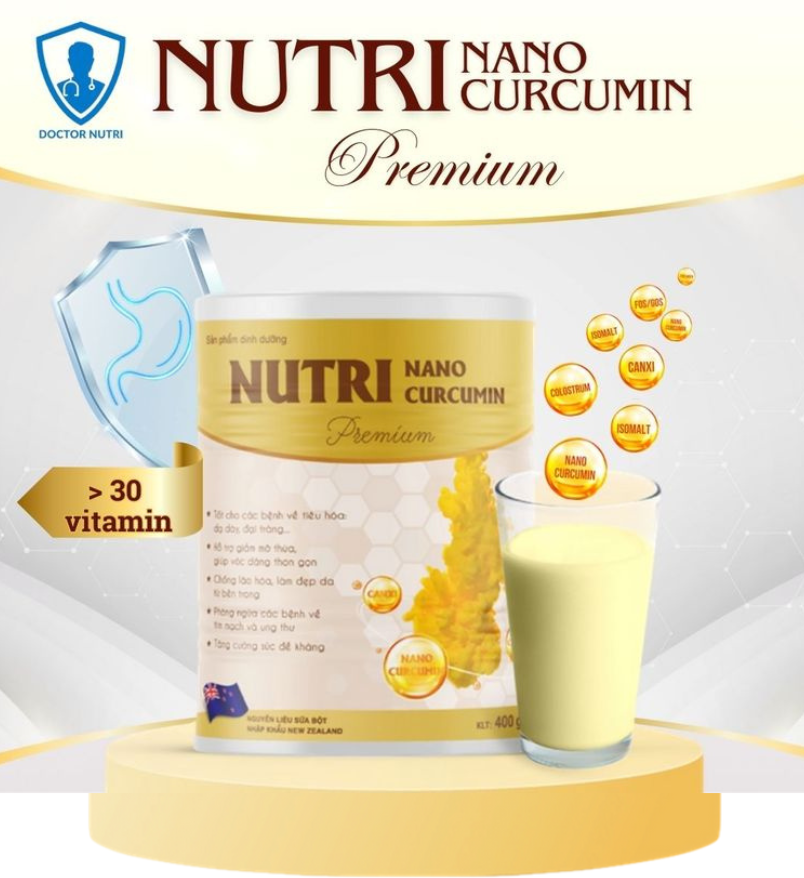 DOCTOR NUTRI
NUTRI NANO
CURCUMIN
Premium
Sản phẩm dinh dưỡng
NUTRI NANO
CURCUMIN
Premium
> 30
vitamin
• Tốt cho các bệnh về tiêu hóa:
dạ dày, đại tràng...
• Hỗ trợ giảm mỡ thừa,
giúp vóc dáng thon gọn
• Chống lão hóa, làm đẹp da
từ bên trong
• Phòng ngừa các bệnh về
tim mạch và ung thư
• Tăng cường sức đề kháng
CANXI
NANO
CURCUMIN
NGUYÊN LIỆU SỮA BỘT
NHẬP KHẨU NEW ZEALAND
KLT: 400 g
FOS/GOS
NANO
CURCUMIN
ISOMALT
CANXI
COLOSTRUM
ISOMALT
NANO
CURCUMIN